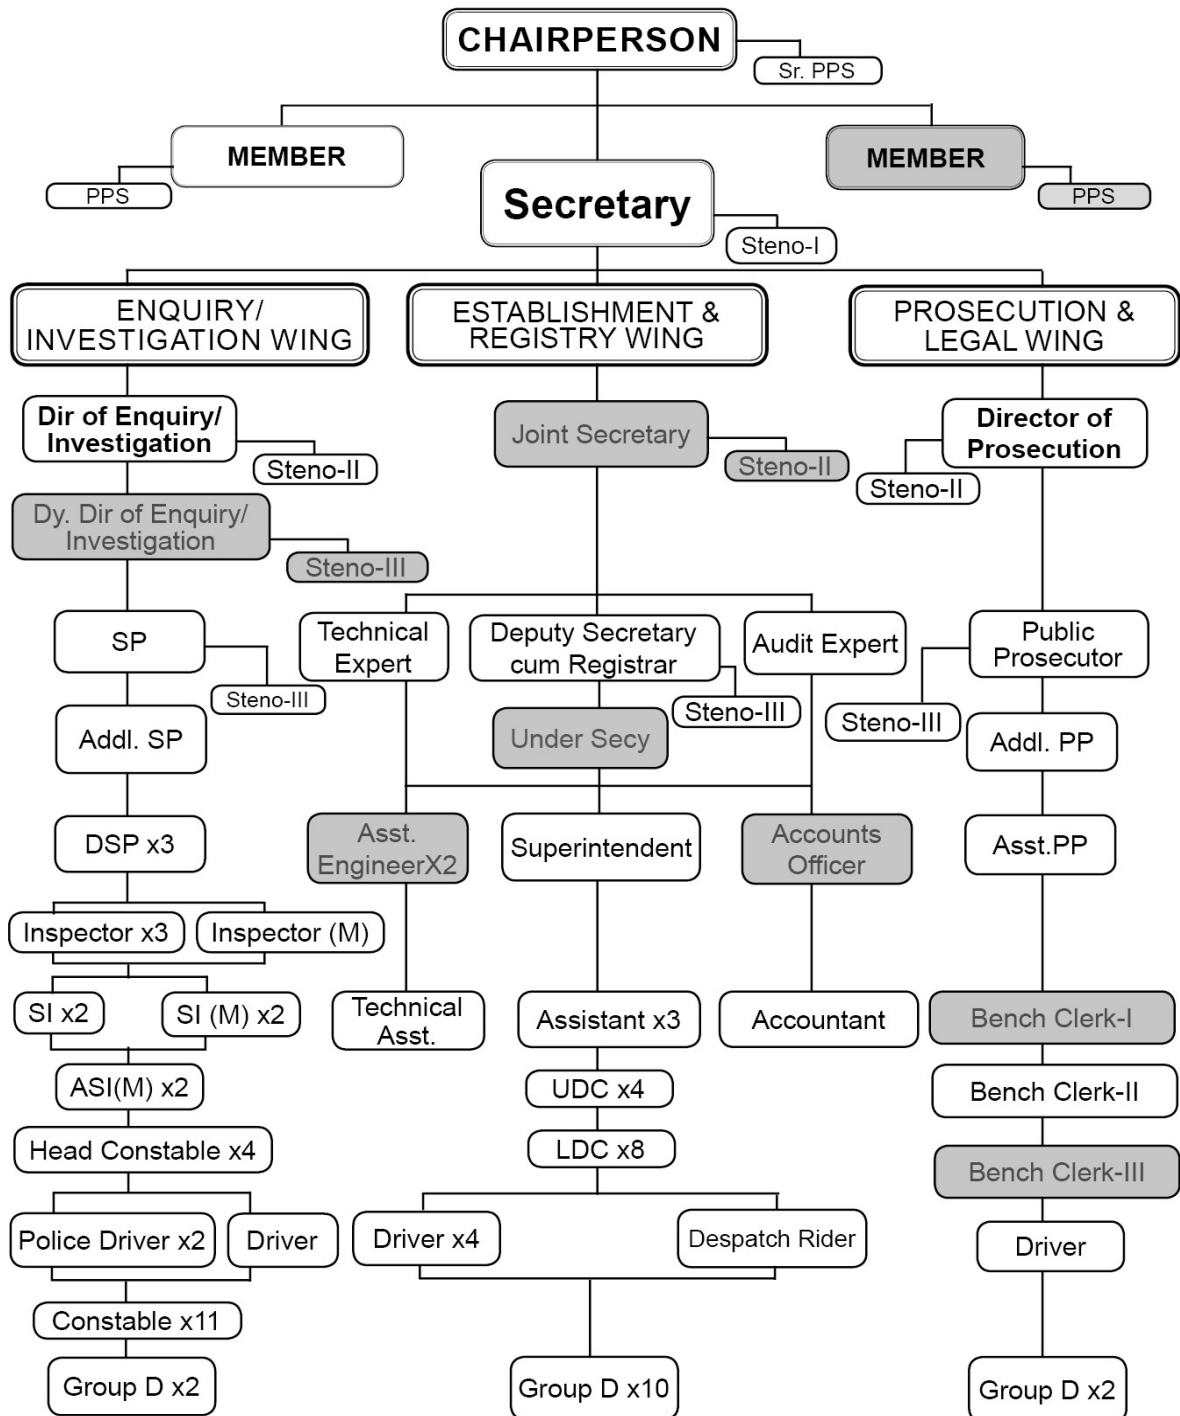 CHAIRPERSON
Sr. PPS
MEMBER
MEMBER
PPS
PPS
Secretary
Steno-I
ENQUIRY/
INVESTIGATION WING
ESTABLISHMENT &
REGISTRY WING
PROSECUTION &
LEGAL WING
Dir of Enquiry/
Investigation
Steno-II
Joint Secretary
Steno-II
Director of
Prosecution
Steno-II
Dy. Dir of Enquiry/
Investigation
Steno-III
SP
Steno-III
Technical
Expert
Deputy Secretary
cum Registrar
Steno-III
Audit Expert
Public
Prosecutor
Steno-III
Addl. SP
Under Secy
Addl. PP
DSP x3
Asst.
EngineerX2
Superintendent
Accounts
Officer
Asst.PP
Inspector x3
Inspector (M)
SI x2
SI (M) x2
Technical
Asst.
Assistant x3
Accountant
Bench Clerk-I
ASI(M) x2
UDC x4
Bench Clerk-II
Head Constable x4
LDC x8
Bench Clerk-III
Police Driver x2
Driver
Driver x4
Despatch Rider
Driver
Constable x11
Group D x2
Group D x10
Group D x2